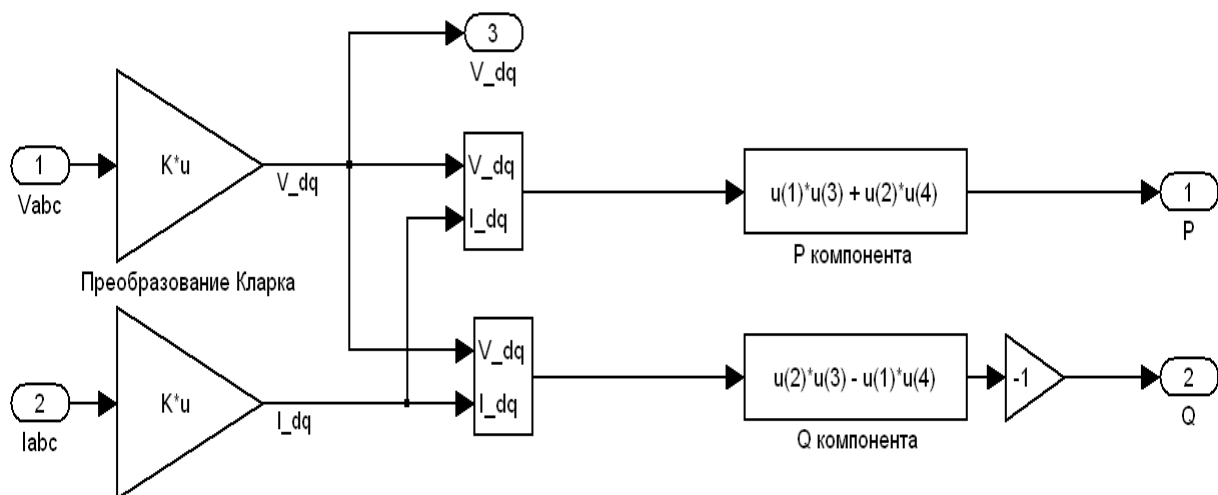 3
V_dq
1
Vabc
K*u
V_dq
Преобразование Кларка
V_dq
I_dq
u(1)*u(3) + u(2)*u(4)
P компонента
1
P
2
Iabc
K*u
I_dq
V_dq
I_dq
u(2)*u(3) - u(1)*u(4)
Q компонента
-1
2
Q